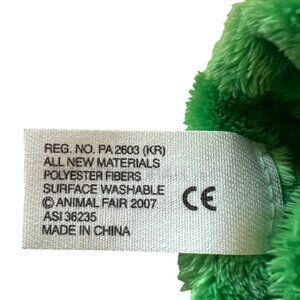 REG. NO. PA 2603 (KR)
ALL NEW MATERIALS
POLYESTER FIBERS
SURFACE WASHABLE
© ANIMAL FAIR 2007
ASI 36235
MADE IN CHINA
CE